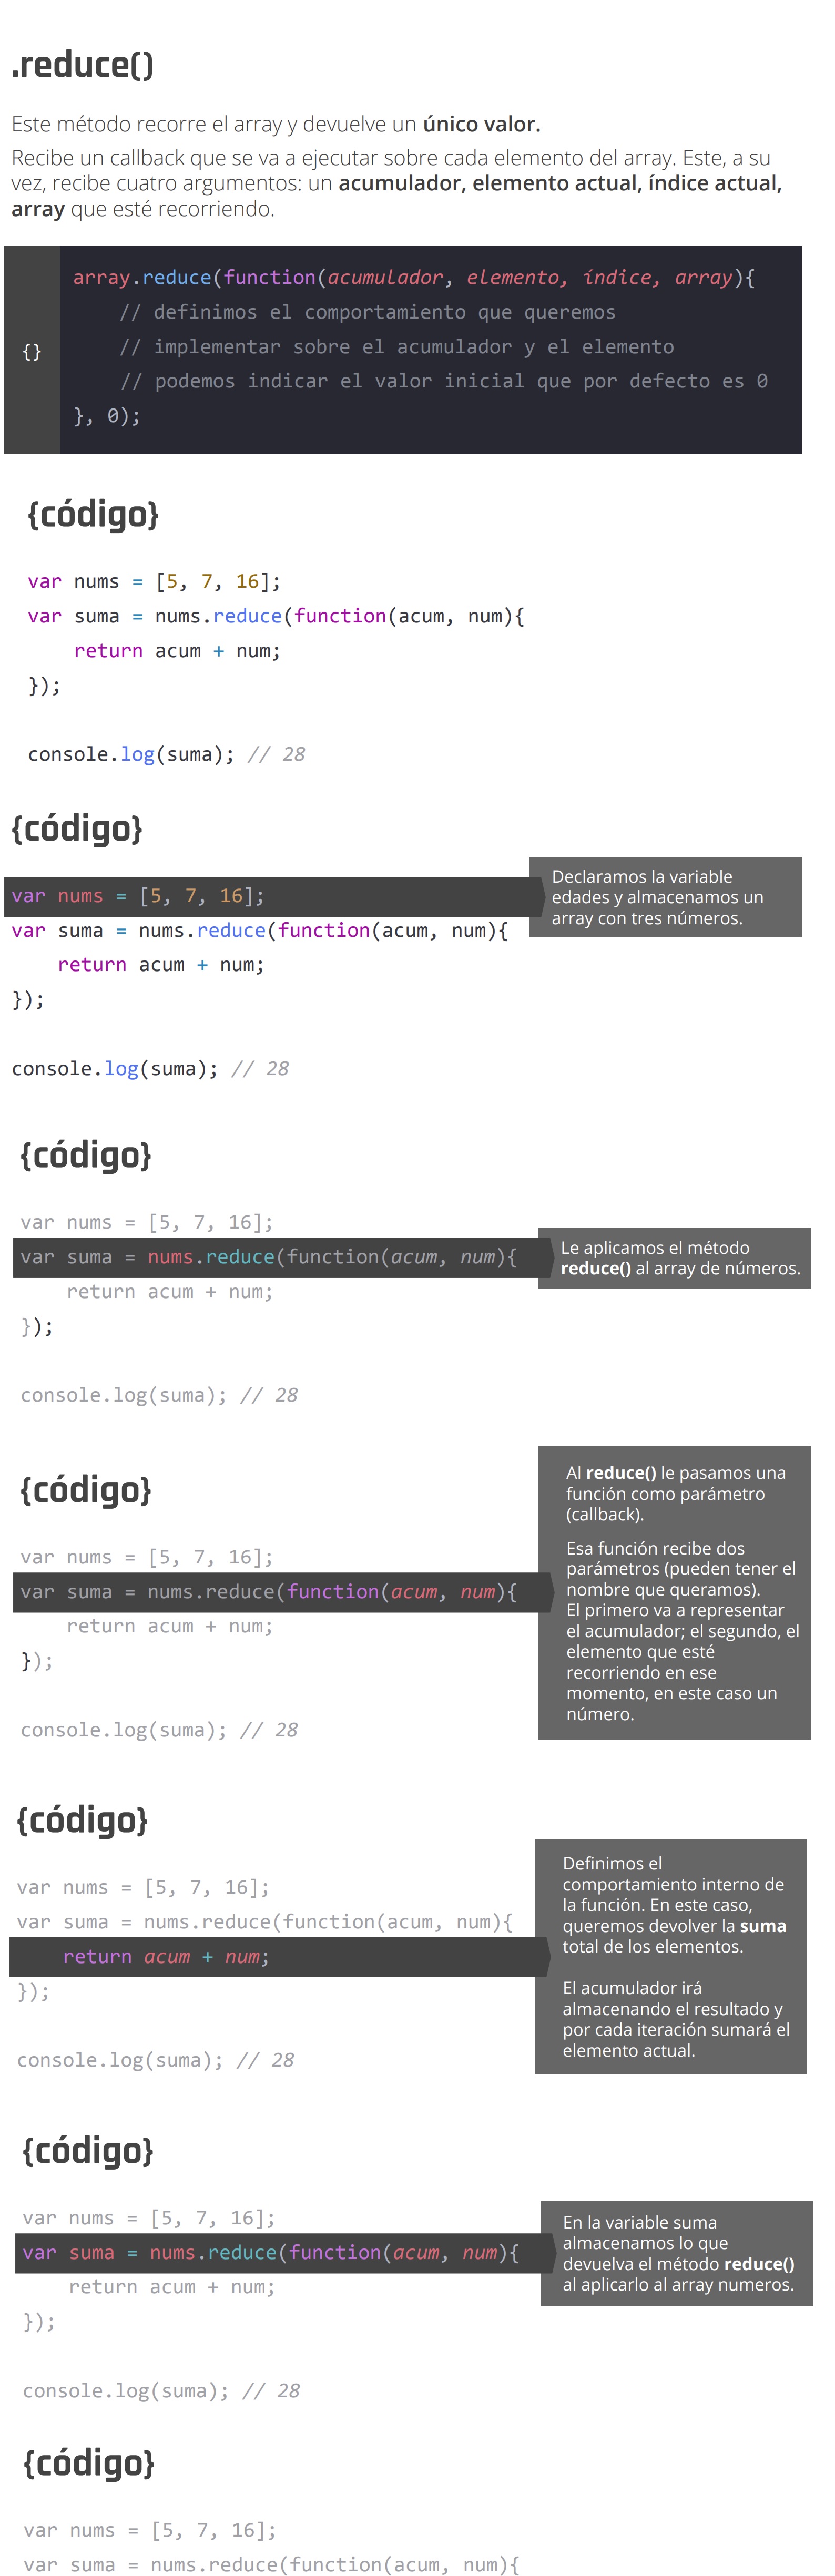 .reduce()
Este método recorre el array y devuelve un único valor.
Recibe un callback que se va a ejecutar sobre cada elemento del array. Este, a su
vez, recibe cuatro argumentos: un acumulador, elemento actual, índice actual,
array que esté recorriendo.
{}
array.reduce(function(acumulador, elemento, índice, array){
    // definimos el comportamiento que queremos
    // implementar sobre el acumulador y el elemento
    // podemos indicar el valor inicial que por defecto es 0
}, 0);
{código}
var nums = [5, 7, 16];
var suma = nums.reduce(function(acum, num){
    return acum + num;
});
console.log(suma); // 28
{código}
var nums = [5, 7, 16];
var suma = nums.reduce(function(acum, num){
    return acum + num;
});
console.log(suma); // 28
Declaramos la variable
edades y almacenamos un
array con tres números.
{código}
var nums = [5, 7, 16];
var suma = nums.reduce(function(acum, num){
    return acum + num;
});
console.log(suma); // 28
Le aplicamos el método
reduce() al array de números.
{código}
var nums = [5, 7, 16];
var suma = nums.reduce(function(acum, num){
    return acum + num;
});
console.log(suma); // 28
Al reduce() le pasamos una
función como parámetro
(callback).
Esa función recibe dos
parámetros (pueden tener el
nombre que queramos).
El primero va a representar
el acumulador; el segundo, el
elemento que esté
recorriendo en ese
momento, en este caso un
número.
{código}
var nums = [5, 7, 16];
var suma = nums.reduce(function(acum, num){
    return acum + num;
});
console.log(suma); // 28
Definimos el
comportamiento interno de
la función. En este caso,
queremos devolver la suma
total de los elementos.
El acumulador irá
almacenando el resultado y
por cada iteración sumará el
elemento actual.
{código}
var nums = [5, 7, 16];
var suma = nums.reduce(function(acum, num){
    return acum + num;
});
console.log(suma); // 28
En la variable suma
almacenamos lo que
devuelva el método reduce()
al aplicarlo al array numeros.
{código}
var nums = [5, 7, 16];
var suma = nums.reduce(function(acum, num){